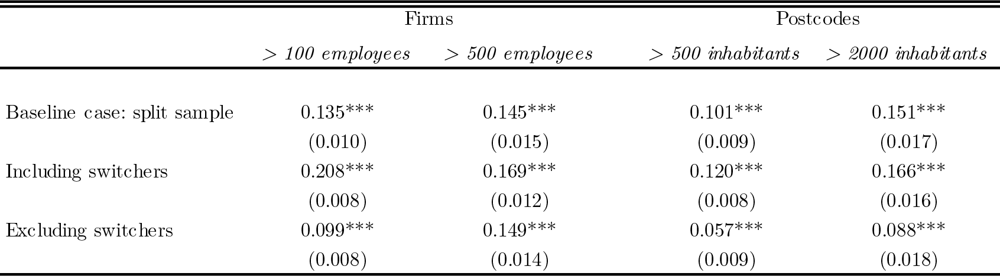 Firms Postcodes
> 100 employees > 500 employees > 500 inhabitants > 2000 inhabitants
Baseline case: split sample 0.135*** 0.145*** 0.101*** 0.151***
(0.010) (0.015) (0.009) (0.017)
Including switchers 0.208*** 0.169*** 0.120*** 0.166***
(0.008) (0.012) (0.008) (0.016)
Excluding switchers 0.099*** 0.149*** 0.057*** 0.088***
(0.008) (0.014) (0.009) (0.018)